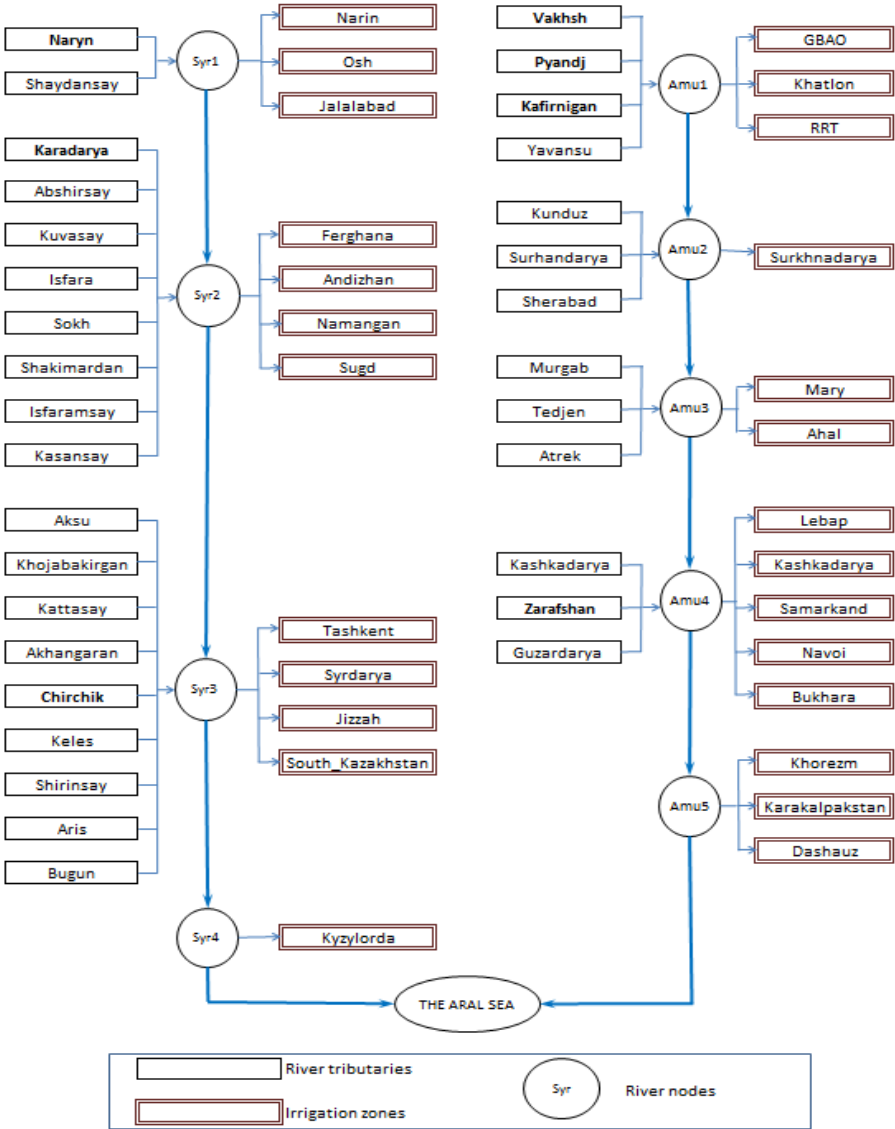 Naryn
Shaydansay
Syr1
Narin
Osh
Jalalabad
Karadarya
Abshirsay
Kuvasay
Isfara
Sokh
Shakimardan
Isfaramsay
Kasansay
Syr2
Ferghana
Andizhan
Namangan
Sugd
Aksu
Khojabakirgan
Kattasay
Akhangaran
Chirchik
Keles
Shirinsay
Aris
Bugun
Syr3
Tashkent
Syrdarya
Jizzah
South_Kazakhstan
Syr4
Kyzylorda
Vakhsh
Pyandj
Kafirnigan
Yavansu
Amu1
GBAO
Khatlon
RRT
Kunduz
Surhandarya
Sherabad
Amu2
Surkhnadarya
Murgab
Tedjen
Atrek
Amu3
Mary
Ahal
Kashkadarya
Zarafshan
Guzardarya
Amu4
Lebap
Kashkadarya
Samarkand
Navoi
Bukhara
Amu5
Khorezm
Karakalpakstan
Dashauz
THE ARAL SEA
River tributaries
Irrigation zones
Syr
River nodes